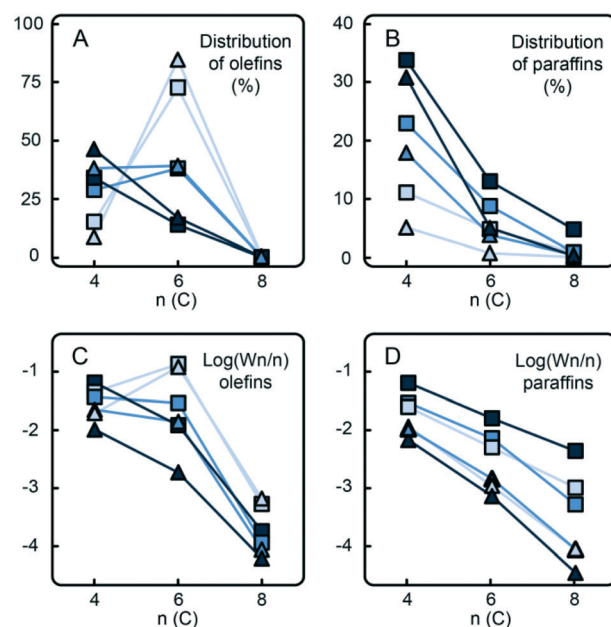 A
Distribution
of olefins
(%)
100
75
50
25
0
4 6 8
n (C)
B
Distribution
of paraffins
(%)
40
30
20
10
0
4 6 8
n (C)
C
Log(Wn/n)
olefins
-1
-2
-3
-4
4 6 8
n (C)
D
Log(Wn/n)
paraffins
-1
-2
-3
-4
4 6 8
n (C)